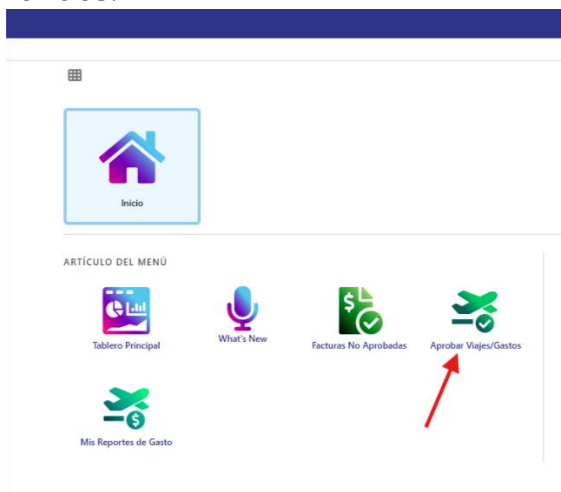 Inicio
ARTÍCULO DEL MENÚ
Tablero Principal
What's New
Facturas No Aprobadas
Aprobar Viajes/Gastos
Mis Reportes de Gasto